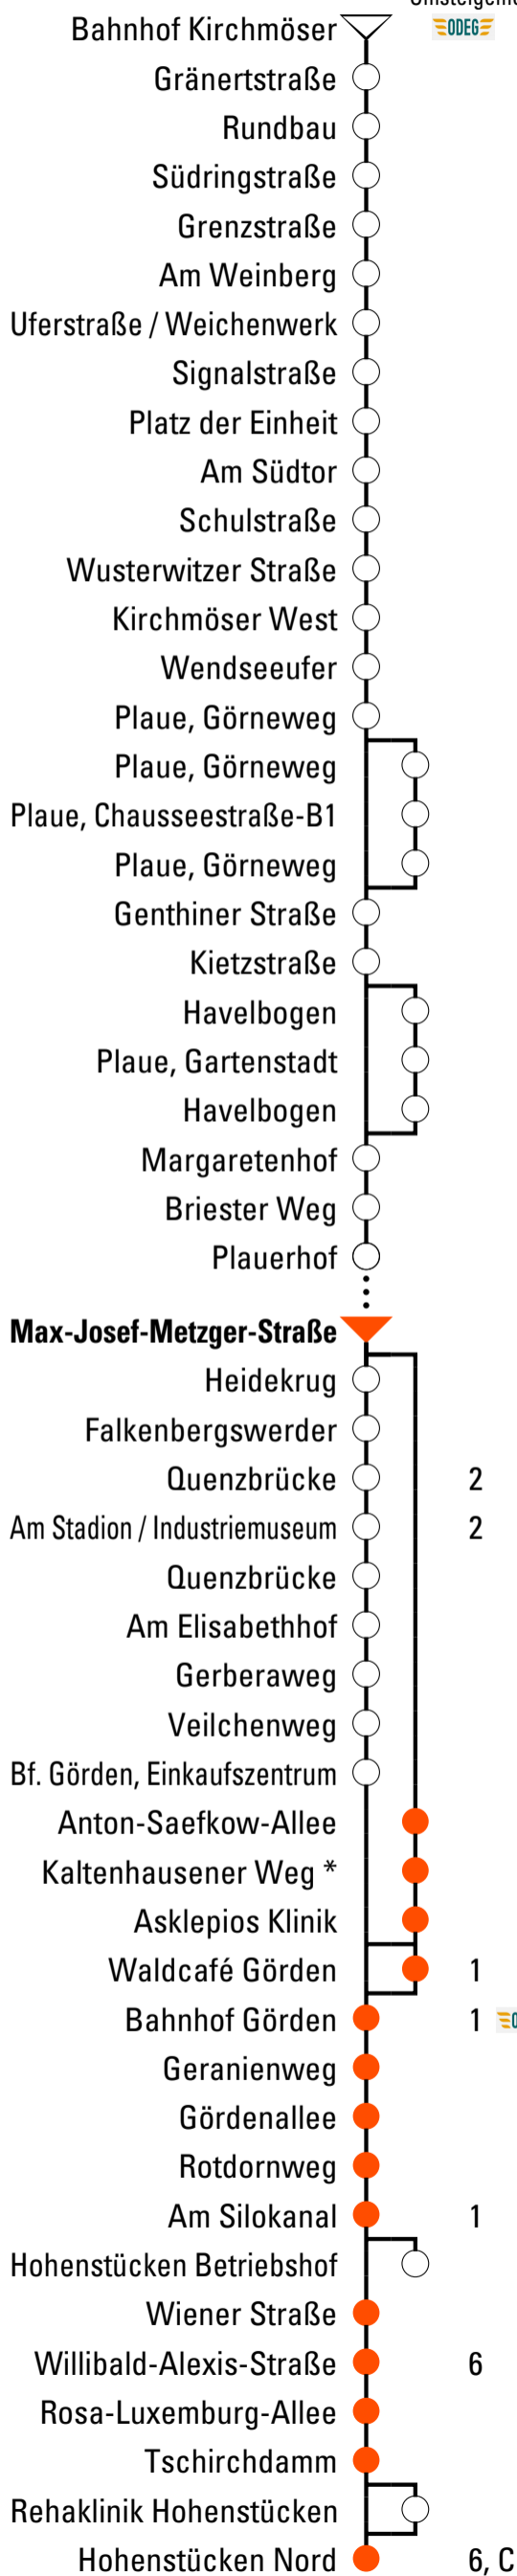 Bahnhof Kirchmöser ODEG
Gränertstraße
Rundbau
Südringstraße
Grenzstraße
Am Weinberg
Uferstraße / Weichenwerk
Signalstraße
Platz der Einheit
Am Südtor
Schulstraße
Wusterwitzer Straße
Kirchmöser West
Wendseeufer
Plaue, Görneweg
Plaue, Görneweg
Plaue, Chausseestraße-B1
Plaue, Görneweg
Genthiner Straße
Kietzstraße
Havelbogen
Plaue, Gartenstadt
Havelbogen
Margaretenhof
Briester Weg
Plauerhof
Max-Josef-Metzger-Straße
Heidekrug
Falkenbergswerder
Quenzbrücke 2
Am Stadion / Industriemuseum 2
Quenzbrücke
Am Elisabethhof
Gerberaweg
Veilchenweg
Bf. Görden, Einkaufszentrum
Anton-Saefkow-Allee
Kaltenhausener Weg *
Asklepios Klinik
Waldcafé Görden 1
Bahnhof Görden 1
Geranienweg
Gördenallee
Rotdornweg
Am Silokanal 1
Hohenstücken Betriebshof
Wiener Straße
Willibald-Alexis-Straße 6
Rosa-Luxemburg-Allee
Tschirchdamm
Rehaklinik Hohenstücken
Hohenstücken Nord 6, C